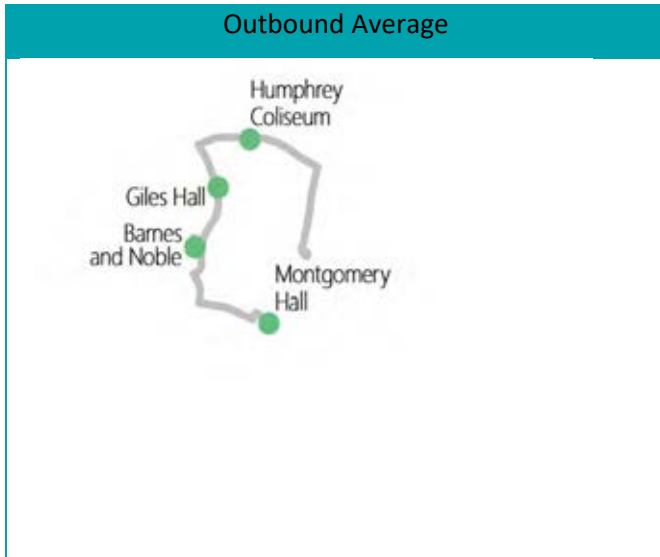 Outbound Average
Humphrey
Coliseum
Giles Hall
Barnes
and Noble
Montgomery
Hall